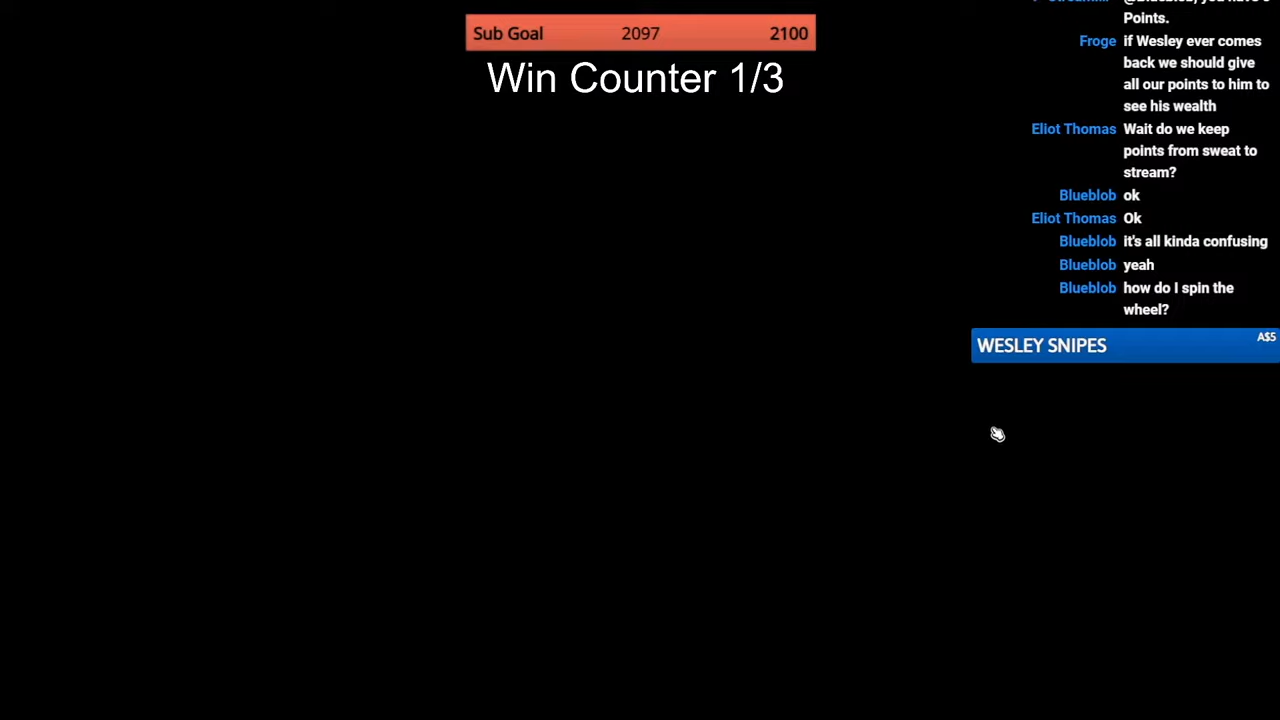 Sub Goal 2097 2100
Win Counter 1/3
Points.
Froge if Wesley ever comes
back we should give
all our points to him to
see his wealth
Eliot Thomas Wait do we keep
points from sweat to
stream?
Blueblob ok
Eliot Thomas Ok
Blueblob it's all kinda confusing
Blueblob yeah
Blueblob how do I spin the
wheel?
WESLEY SNIPES A$5